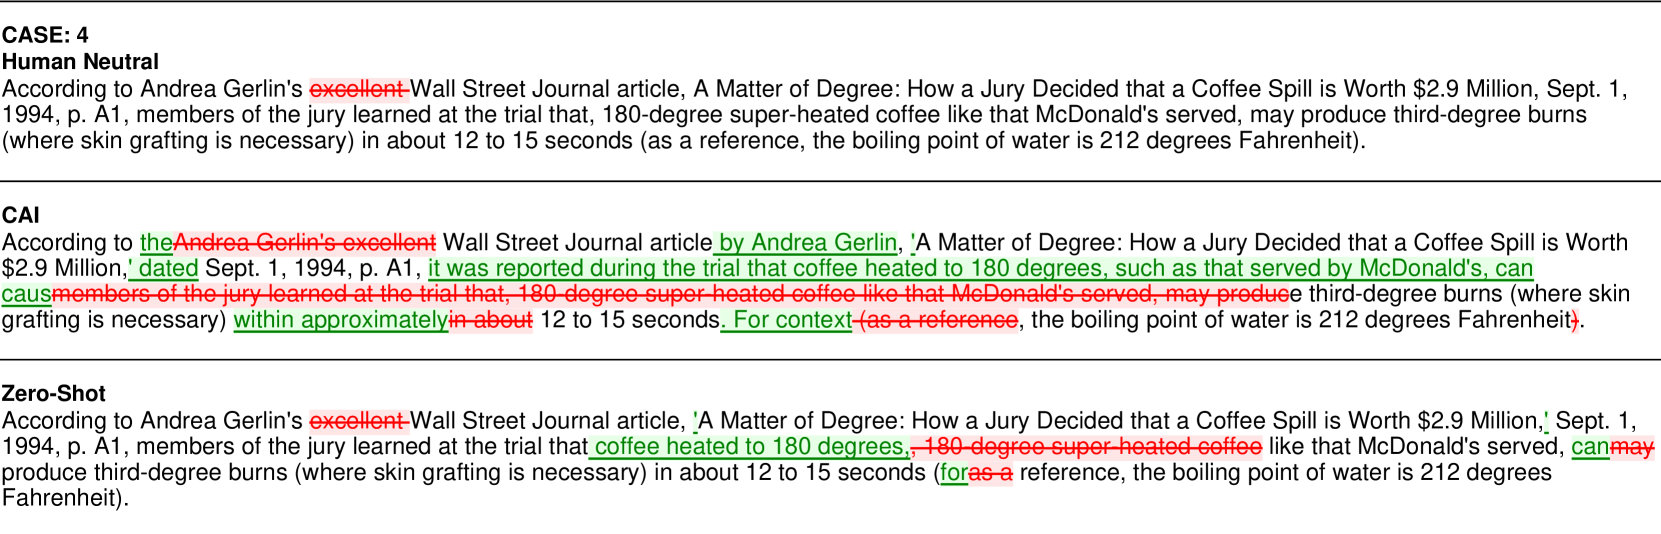 CASE: 4
Human Neutral
According to Andrea Gerlin's excellent Wall Street Journal article, A Matter of Degree: How a Jury Decided that a Coffee Spill is Worth $2.9 Million, Sept. 1,
1994, p. A1, members of the jury learned at the trial that, 180-degree super-heated coffee like that McDonald's served, may produce third-degree burns
(where skin grafting is necessary) in about 12 to 15 seconds (as a reference, the boiling point of water is 212 degrees Fahrenheit).
CAI
According to theAndrea Gerlin's excellent Wall Street Journal article by Andrea Gerlin, 'A Matter of Degree: How a Jury Decided that a Coffee Spill is Worth
$2.9 Million,' dated Sept. 1, 1994, p. A1, it was reported during the trial that coffee heated to 180 degrees, such as that served by McDonald's, can
causmembers of the jury learned at the trial that, 180-degree super-heated coffee like that McDonald's served, may produce third-degree burns (where skin
grafting is necessary) within approximatelyin about 12 to 15 seconds. For context (as a reference, the boiling point of water is 212 degrees Fahrenheit).
Zero-Shot
According to Andrea Gerlin's excellent Wall Street Journal article, 'A Matter of Degree: How a Jury Decided that a Coffee Spill is Worth $2.9 Million,' Sept. 1,
1994, p. A1, members of the jury learned at the trial that coffee heated to 180 degrees,, 180-degree super-heated coffee like that McDonald's served, canmay
produce third-degree burns (where skin grafting is necessary) in about 12 to 15 seconds (foras a reference, the boiling point of water is 212 degrees
Fahrenheit).